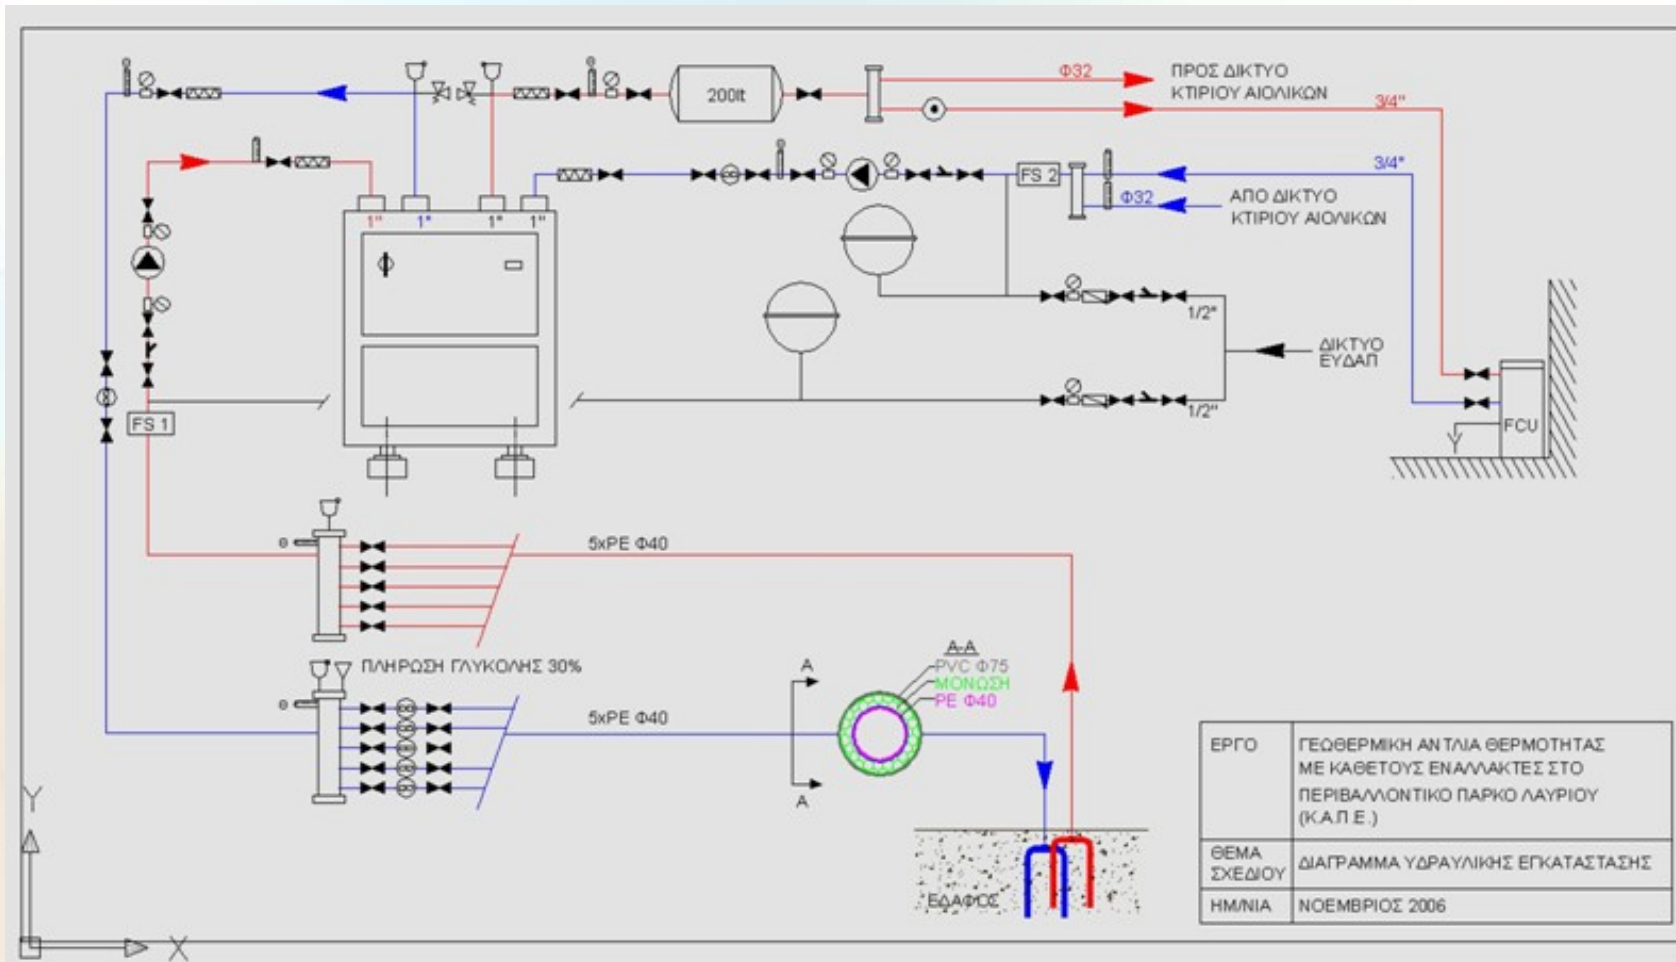 Φ32
ΠΡΟΣ ΔΙΚΤΥΟ
ΚΤΙΡΙΟΥ ΑΙΟΛΙΚΩΝ
200lt
3/4"
3/4"
FS 2
Φ32
ΑΠΟ ΔΙΚΤΥΟ
ΚΤΙΡΙΟΥ ΑΙΟΛΙΚΩΝ
1"
1"
1"
1"
1/2"
ΔΙΚΤΥΟ
ΕΥΔΑΠ
1/2"
FS 1
FCU
5xPE Φ40
ΠΛΗΡΩΣΗ ΓΛΥΚΟΛΗΣ 30%
A-A
PVC Φ75
ΜΟΝΩΣΗ
PE Φ40
A
5xPE Φ40
A
ΕΔΑΦΟΣ
ΕΡΓΟ
ΓΕΩΘΕΡΜΙΚΗ ΑΝΤΛΙΑ ΘΕΡΜΟΤΗΤΑΣ
ΜΕ ΚΑΘΕΤΟΥΣ ΕΝΑΛΛΑΚΤΕΣ ΣΤΟ
ΠΕΡΙΒΑΛΛΟΝΤΙΚΟ ΠΑΡΚΟ ΛΑΥΡΙΟΥ
(Κ.Α.Π.Ε.)
ΘΕΜΑ
ΣΧΕΔΙΟΥ
ΔΙΑΓΡΑΜΜΑ ΥΔΡΑΥΛΙΚΗΣ ΕΓΚΑΤΑΣΤΑΣΗΣ
ΗΜ/ΝΙΑ
ΝΟΕΜΒΡΙΟΣ 2006
Y
X